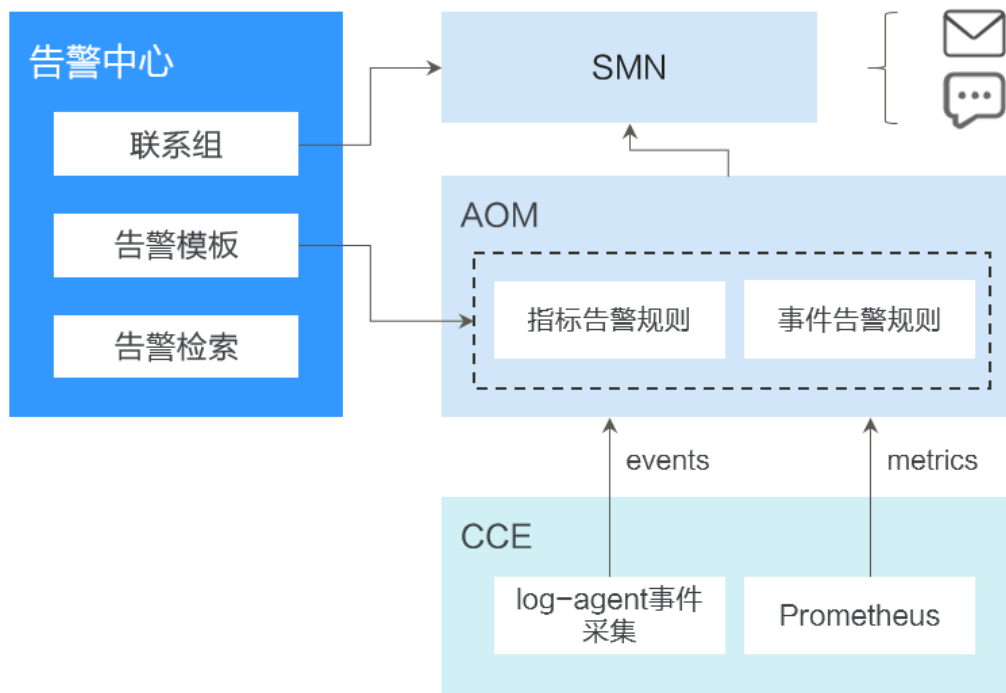 告警中心
联系组
告警模板
告警检索
SMN
AOM
指标告警规则
事件告警规则
events
metrics
CCE
log-agent事件
采集
Prometheus